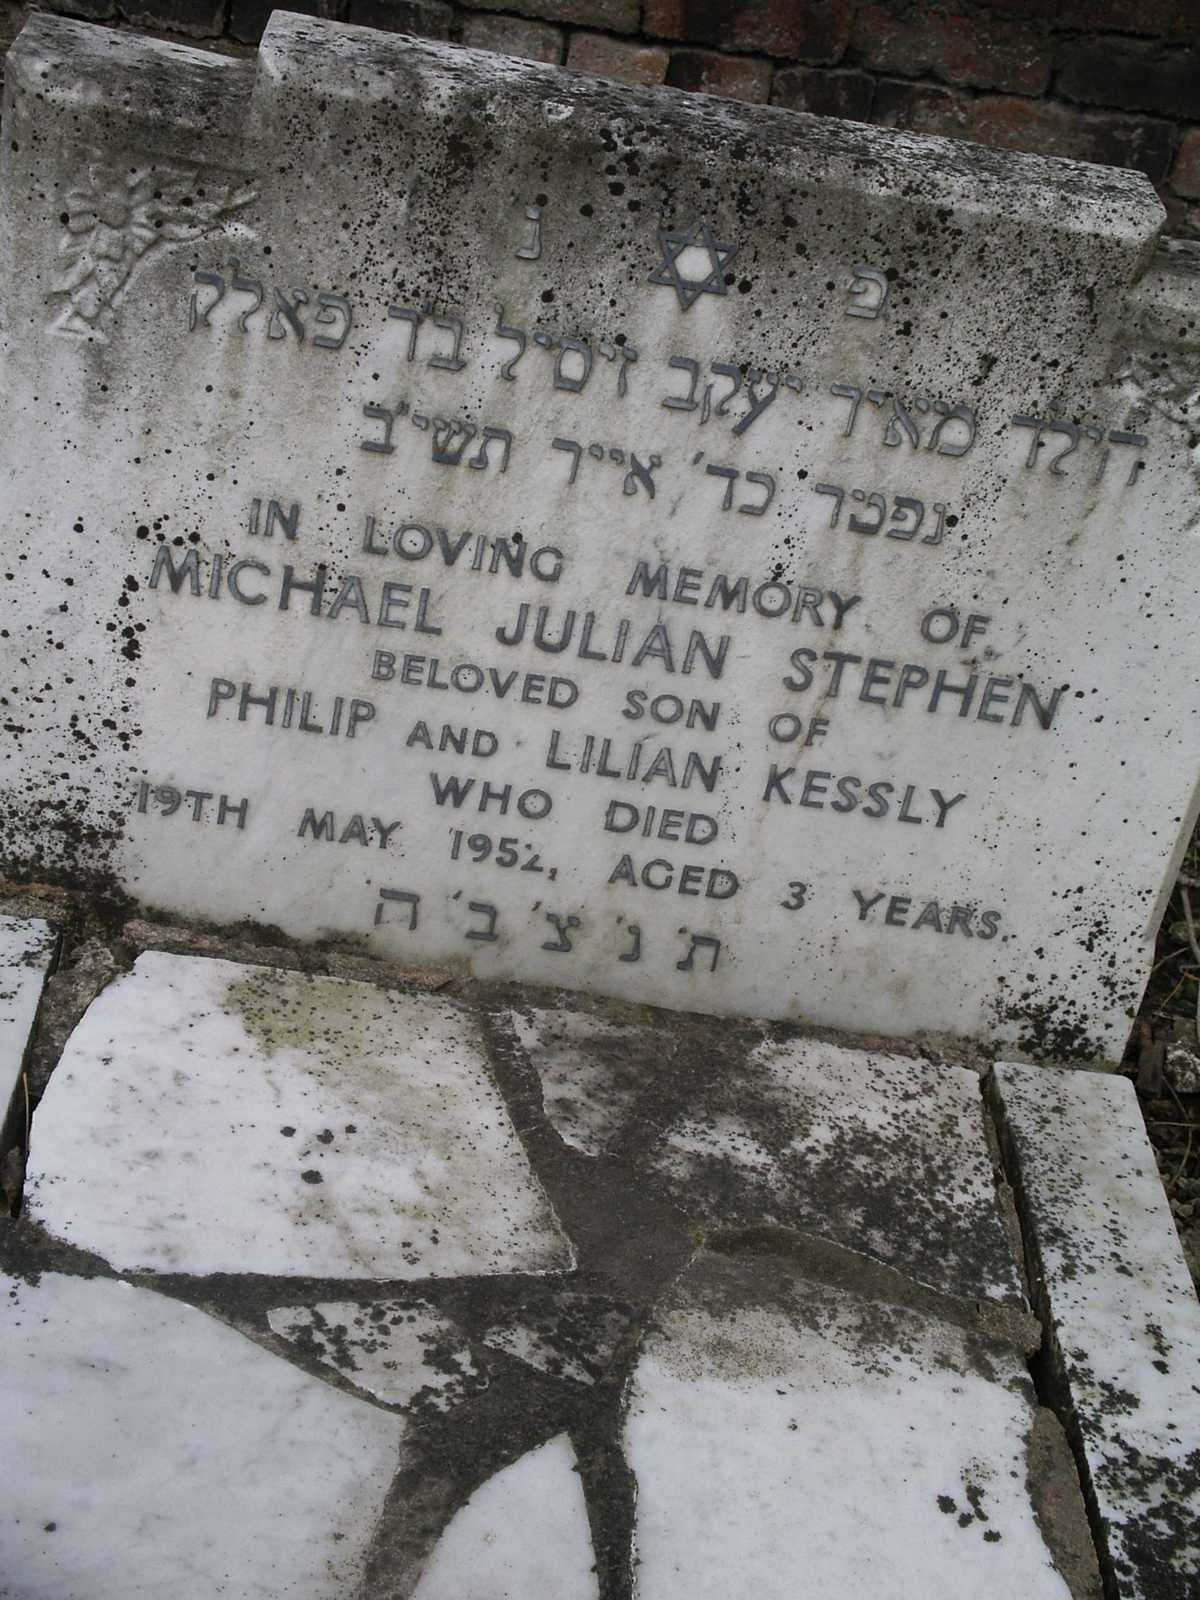 פ נ
הילד מאיר יעקב זיסיל ב״ר פאלק
נפטר כד׳ אייר תשי״ב
IN LOVING MEMORY OF
MICHAEL JULIAN STEPHEN
BELOVED SON OF
PHILIP AND LILIAN KESSLY
WHO DIED
19TH MAY 1952, AGED 3 YEARS.
ת׳ נ׳ צ׳ ב׳ ה׳